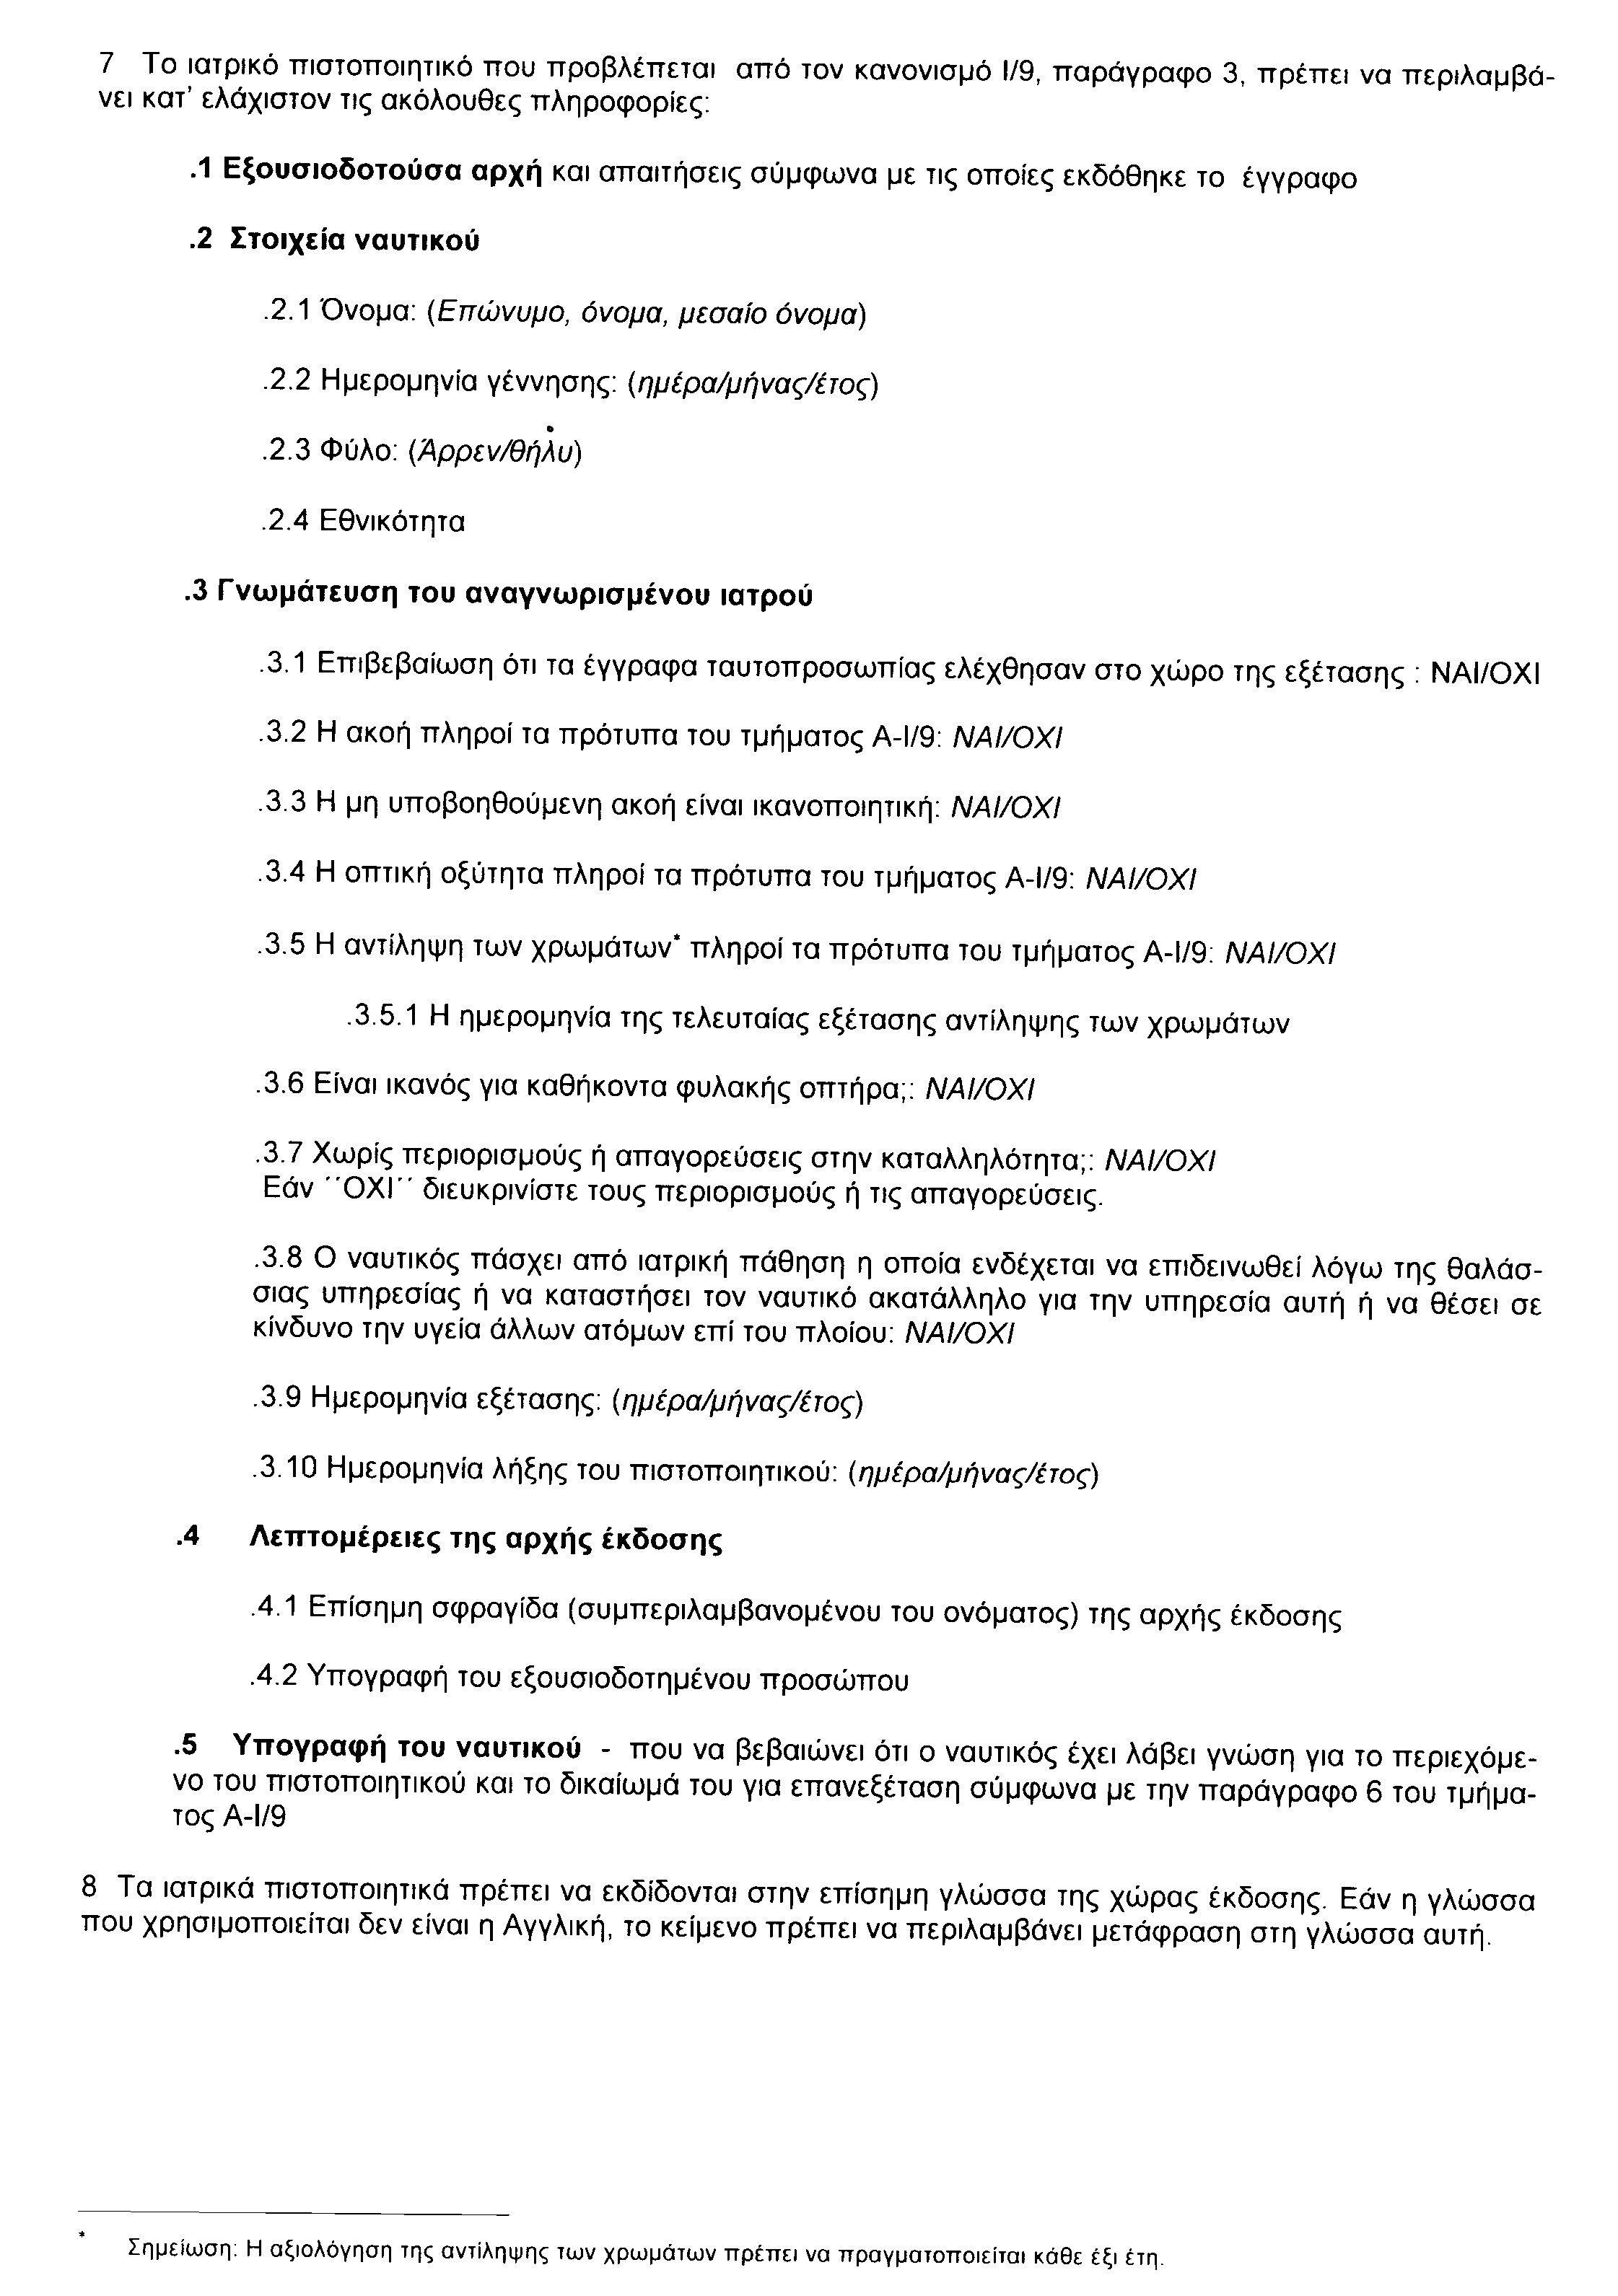 7 Το ιατρικό πιστοποιητικό που προβλέπεται από τον κανονισμό Ι/9, παράγραφο 3, πρέπει να περιλαμβά-
νει κατ' ελάχιστον τις ακόλουθες πληροφορίες:
.1 Εξουσιοδοτούσα αρχή και απαιτήσεις σύμφωνα με τις οποίες εκδόθηκε το έγγραφο
.2 Στοιχεία ναυτικού
.2.1 Όνομα: (Επώνυμο, όνομα, μεσαίο όνομα)
.2.2 Ημερομηνία γέννησης: (ημέρα/μήνας/έτος)
.2.3 Φύλο: (Άρρεν/θήλυ)
.2.4 Εθνικότητα
.3 Γνωμάτευση του αναγνωρισμένου ιατρού
.3.1 Επιβεβαίωση ότι τα έγγραφα ταυτοπροσωπίας ελέχθησαν στο χώρο της εξέτασης : ΝΑΙ/ΟΧΙ
.3.2 Η ακοή πληροί τα πρότυπα του τμήματος Α-Ι/9: ΝΑΙ/ΟΧΙ
.3.3 Η μη υποβοηθούμενη ακοή είναι ικανοποιητική: ΝΑΙ/ΟΧΙ
.3.4 Η οπτική οξύτητα πληροί τα πρότυπα του τμήματος Α-Ι/9: ΝΑΙ/ΟΧΙ
.3.5 Η αντίληψη των χρωμάτων* πληροί τα πρότυπα του τμήματος Α-Ι/9: ΝΑΙ/ΟΧΙ
.3.5.1 Η ημερομηνία της τελευταίας εξέτασης αντίληψης των χρωμάτων
.3.6 Είναι ικανός για καθήκοντα φυλακής οπτήρα;: ΝΑΙ/ΟΧΙ
.3.7 Χωρίς περιορισμούς ή απαγορεύσεις στην καταλληλότητα;: ΝΑΙ/ΟΧΙ
Εάν ''ΟΧΙ'' διευκρινίστε τους περιορισμούς ή τις απαγορεύσεις.
.3.8 Ο ναυτικός πάσχει από ιατρική πάθηση η οποία ενδέχεται να επιδεινωθεί λόγω της θαλάσ-
σιας υπηρεσίας ή να καταστήσει τον ναυτικό ακατάλληλο για την υπηρεσία αυτή ή να θέσει σε
κίνδυνο την υγεία άλλων ατόμων επί του πλοίου: ΝΑΙ/ΟΧΙ
.3.9 Ημερομηνία εξέτασης: (ημέρα/μήνας/έτος)
.3.10 Ημερομηνία λήξης του πιστοποιητικού: (ημέρα/μήνας/έτος)
.4 Λεπτομέρειες της αρχής έκδοσης
.4.1 Επίσημη σφραγίδα (συμπεριλαμβανομένου του ονόματος) της αρχής έκδοσης
.4.2 Υπογραφή του εξουσιοδοτημένου προσώπου
.5 Υπογραφή του ναυτικού - που να βεβαιώνει ότι ο ναυτικός έχει λάβει γνώση για το περιεχόμε-
νο του πιστοποιητικού και το δικαίωμά του για επανεξέταση σύμφωνα με την παράγραφο 6 του τμήμα-
τος Α-Ι/9
8 Τα ιατρικά πιστοποιητικά πρέπει να εκδίδονται στην επίσημη γλώσσα της χώρας έκδοσης. Εάν η γλώσσα
που χρησιμοποιείται δεν είναι η Αγγλική, το κείμενο πρέπει να περιλαμβάνει μετάφραση στη γλώσσα αυτή.
* Σημείωση: Η αξιολόγηση της αντίληψης των χρωμάτων πρέπει να πραγματοποιείται κάθε έξι έτη.